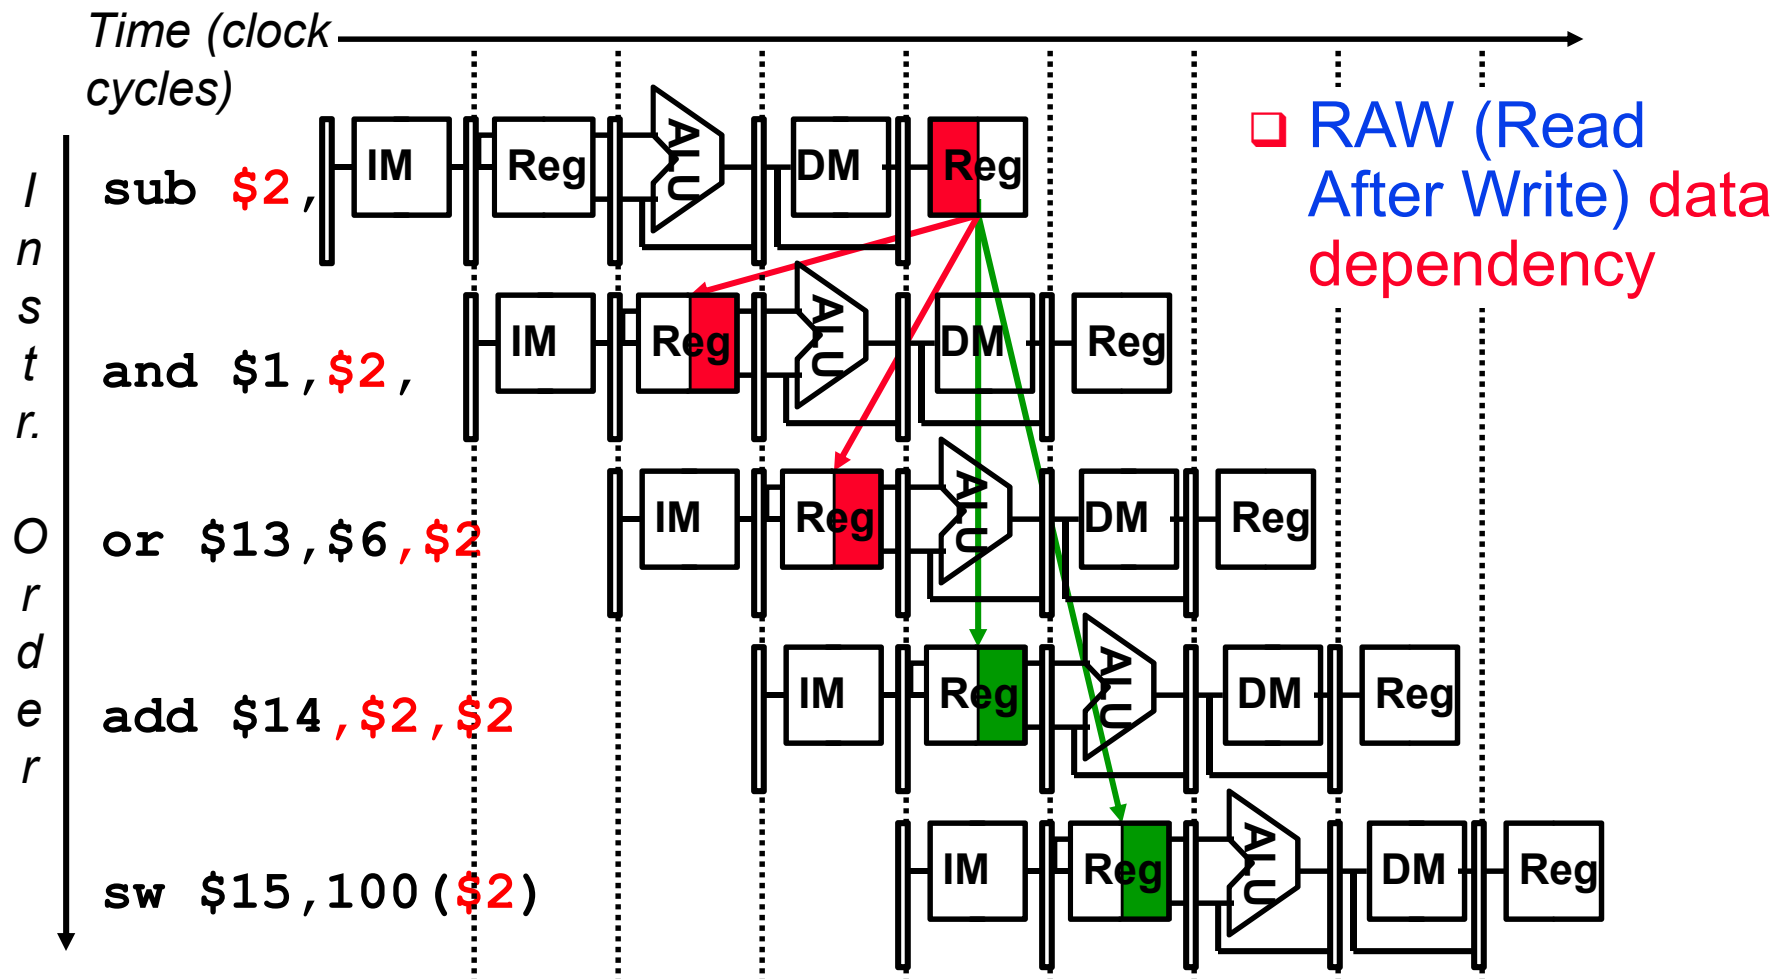 Time (clock
cycles)
RAW (Read
After Write) data
dependency
Instr.
Order
sub $2,
IM Reg ALU DM Reg
and $1,$2,
IM Reg ALU DM Reg
or $13,$6,$2
IM Reg ALU DM Reg
add $14,$2,$2
IM Reg ALU DM Reg
sw $15,100($2)
IM Reg ALU DM Reg